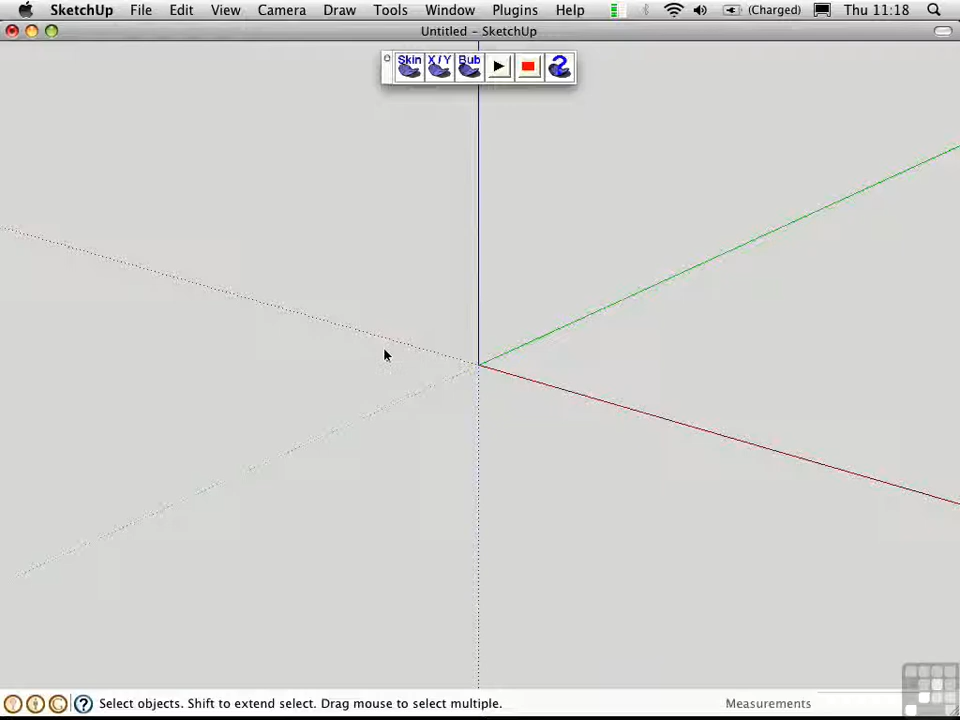 SketchUp File Edit View Camera Draw Tools Window Plugins Help (Charged) Thu 11:18
Untitled - SketchUp
Skin X/Y Bub ?
Select objects. Shift to extend select. Drag mouse to select multiple. Measurements